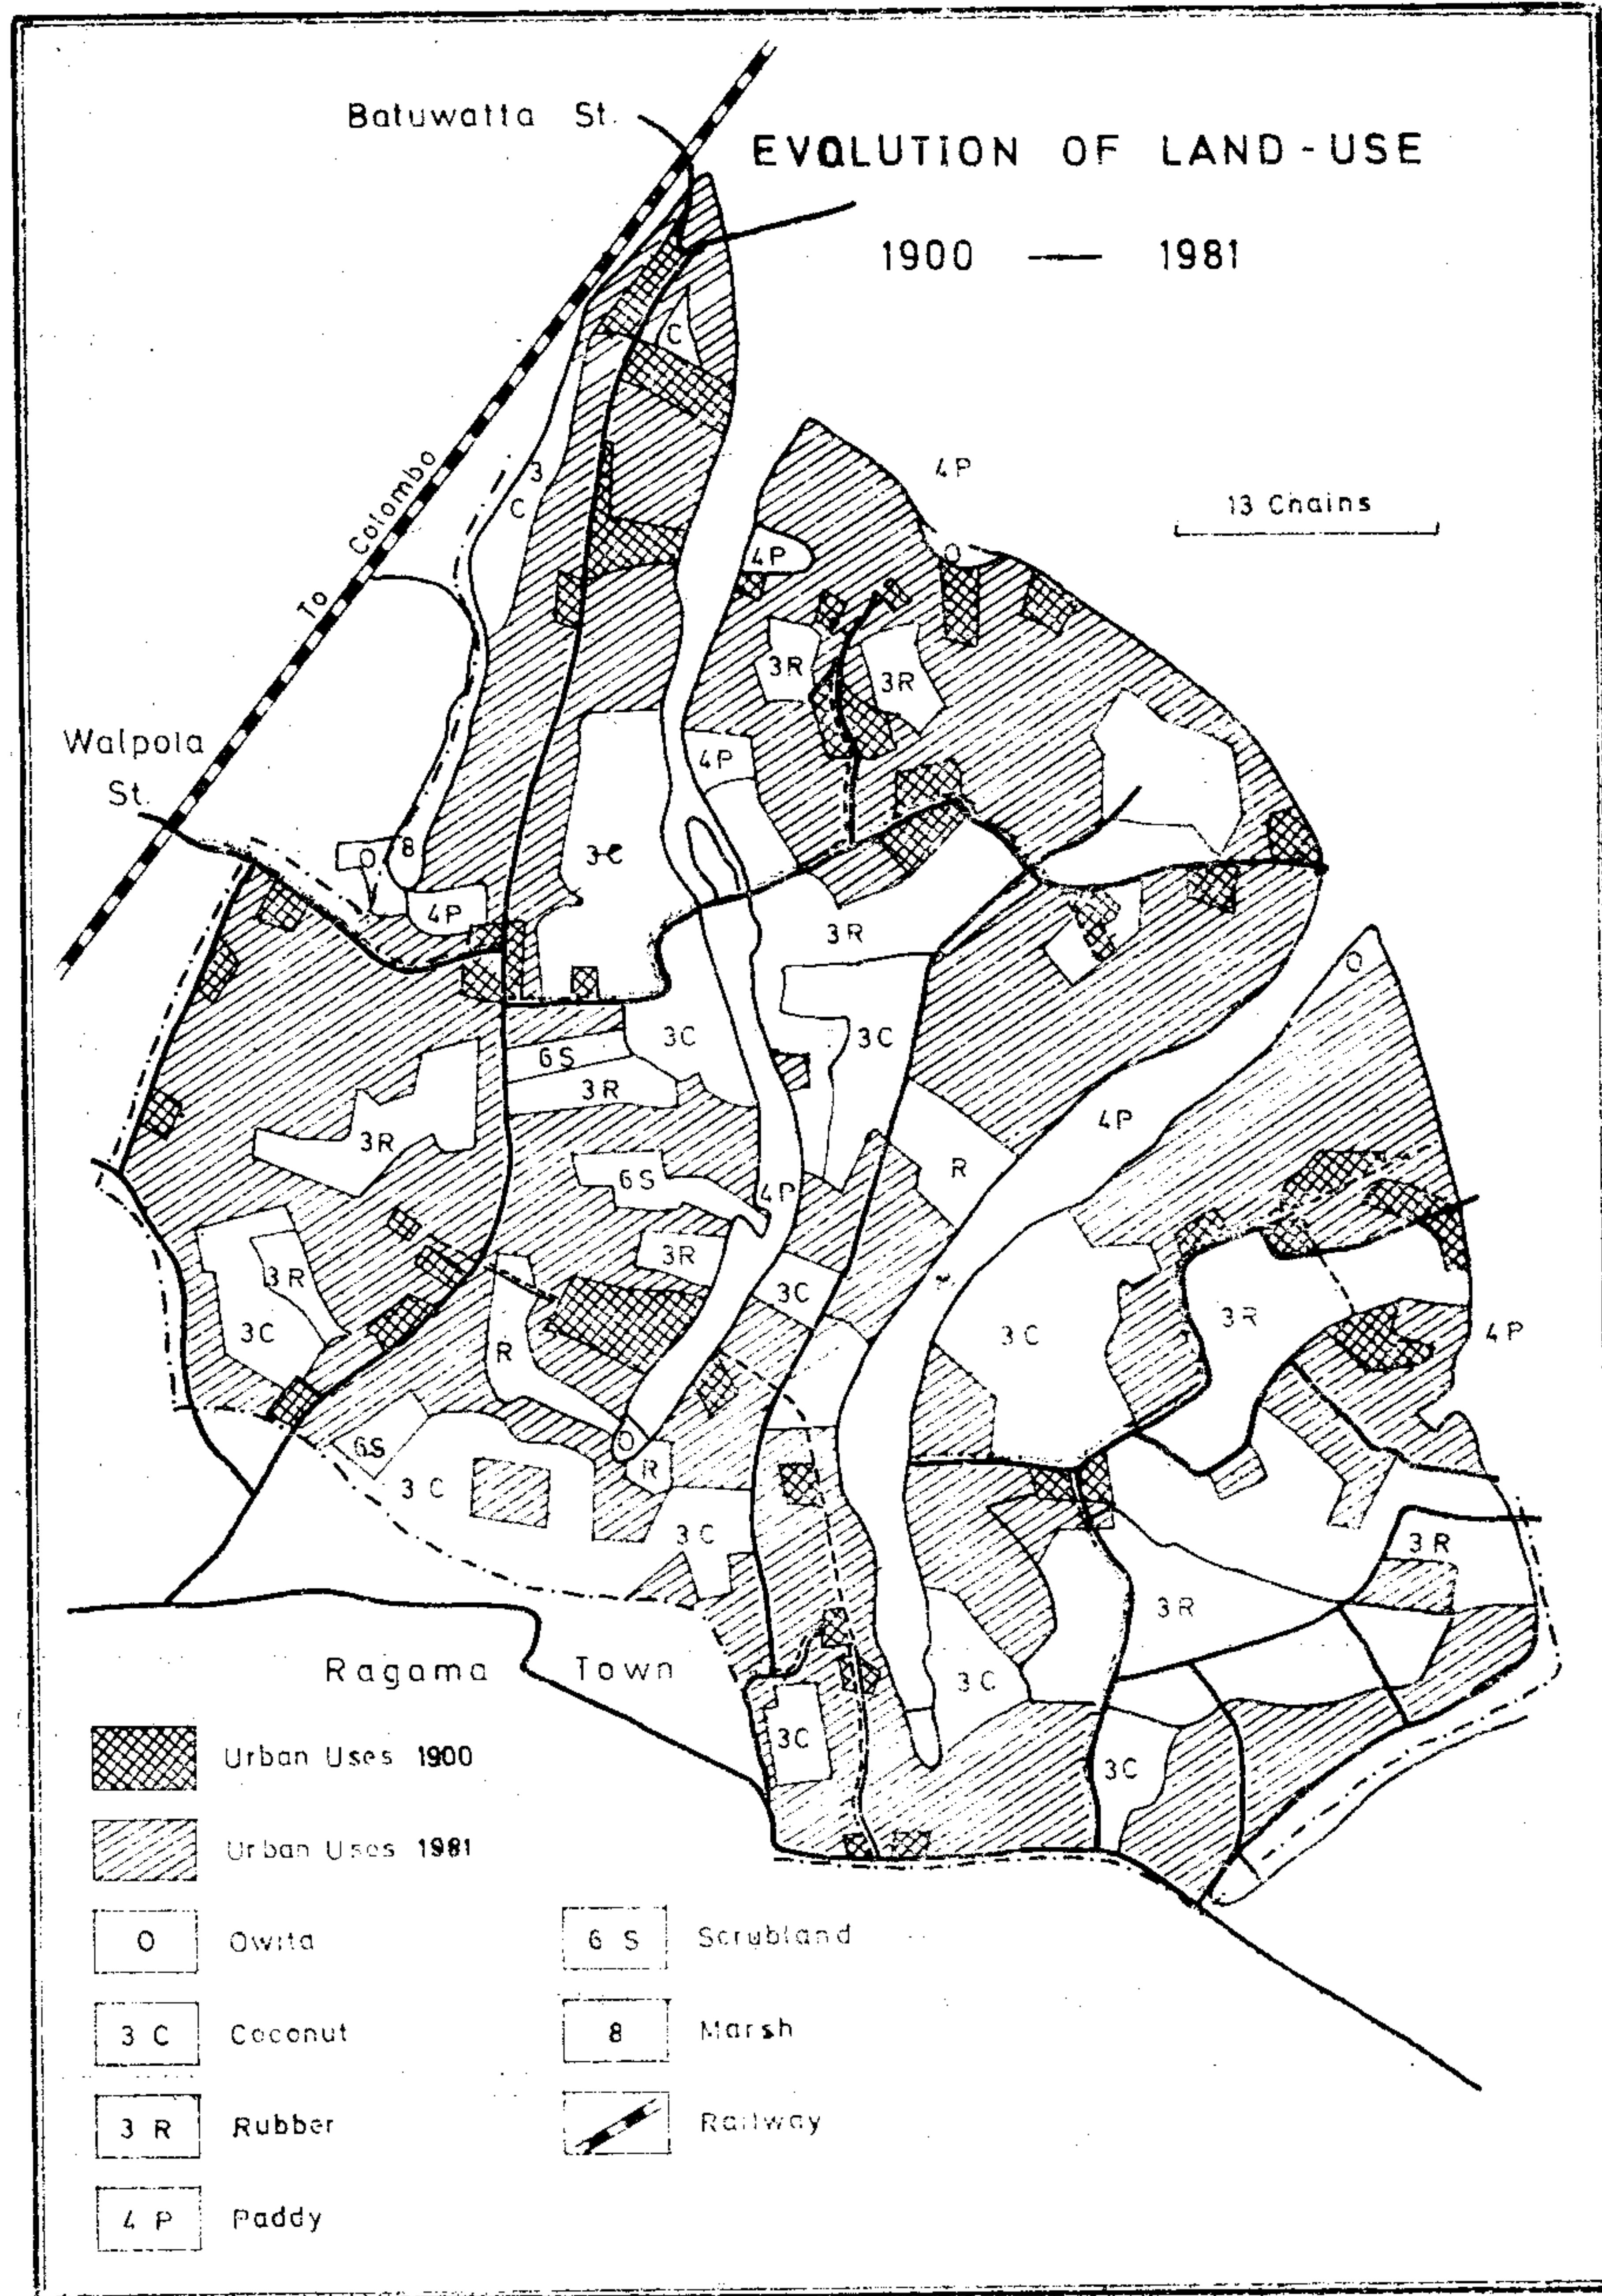 Batuwatta St.
EVOLUTION OF LAND-USE
1900 — 1981
C
4P
3
C
13 Chains
To Colombo
O
4P
3R
3R
Walpola
St.
4P
O
8
3C
4P
3R
O
3C
3C
6S
3R
4P
3R
R
6S
4P
3R
3R
3C
3C
3R
3C
4P
R
O
6S
R
3C
3C
3R
3R
Ragama Town
3C
3C
3C
Urban Uses 1900
Urban Uses 1981
O Owita
6 S Scrubland
3 C Coconut
8 Marsh
3 R Rubber
Railway
4 P Paddy